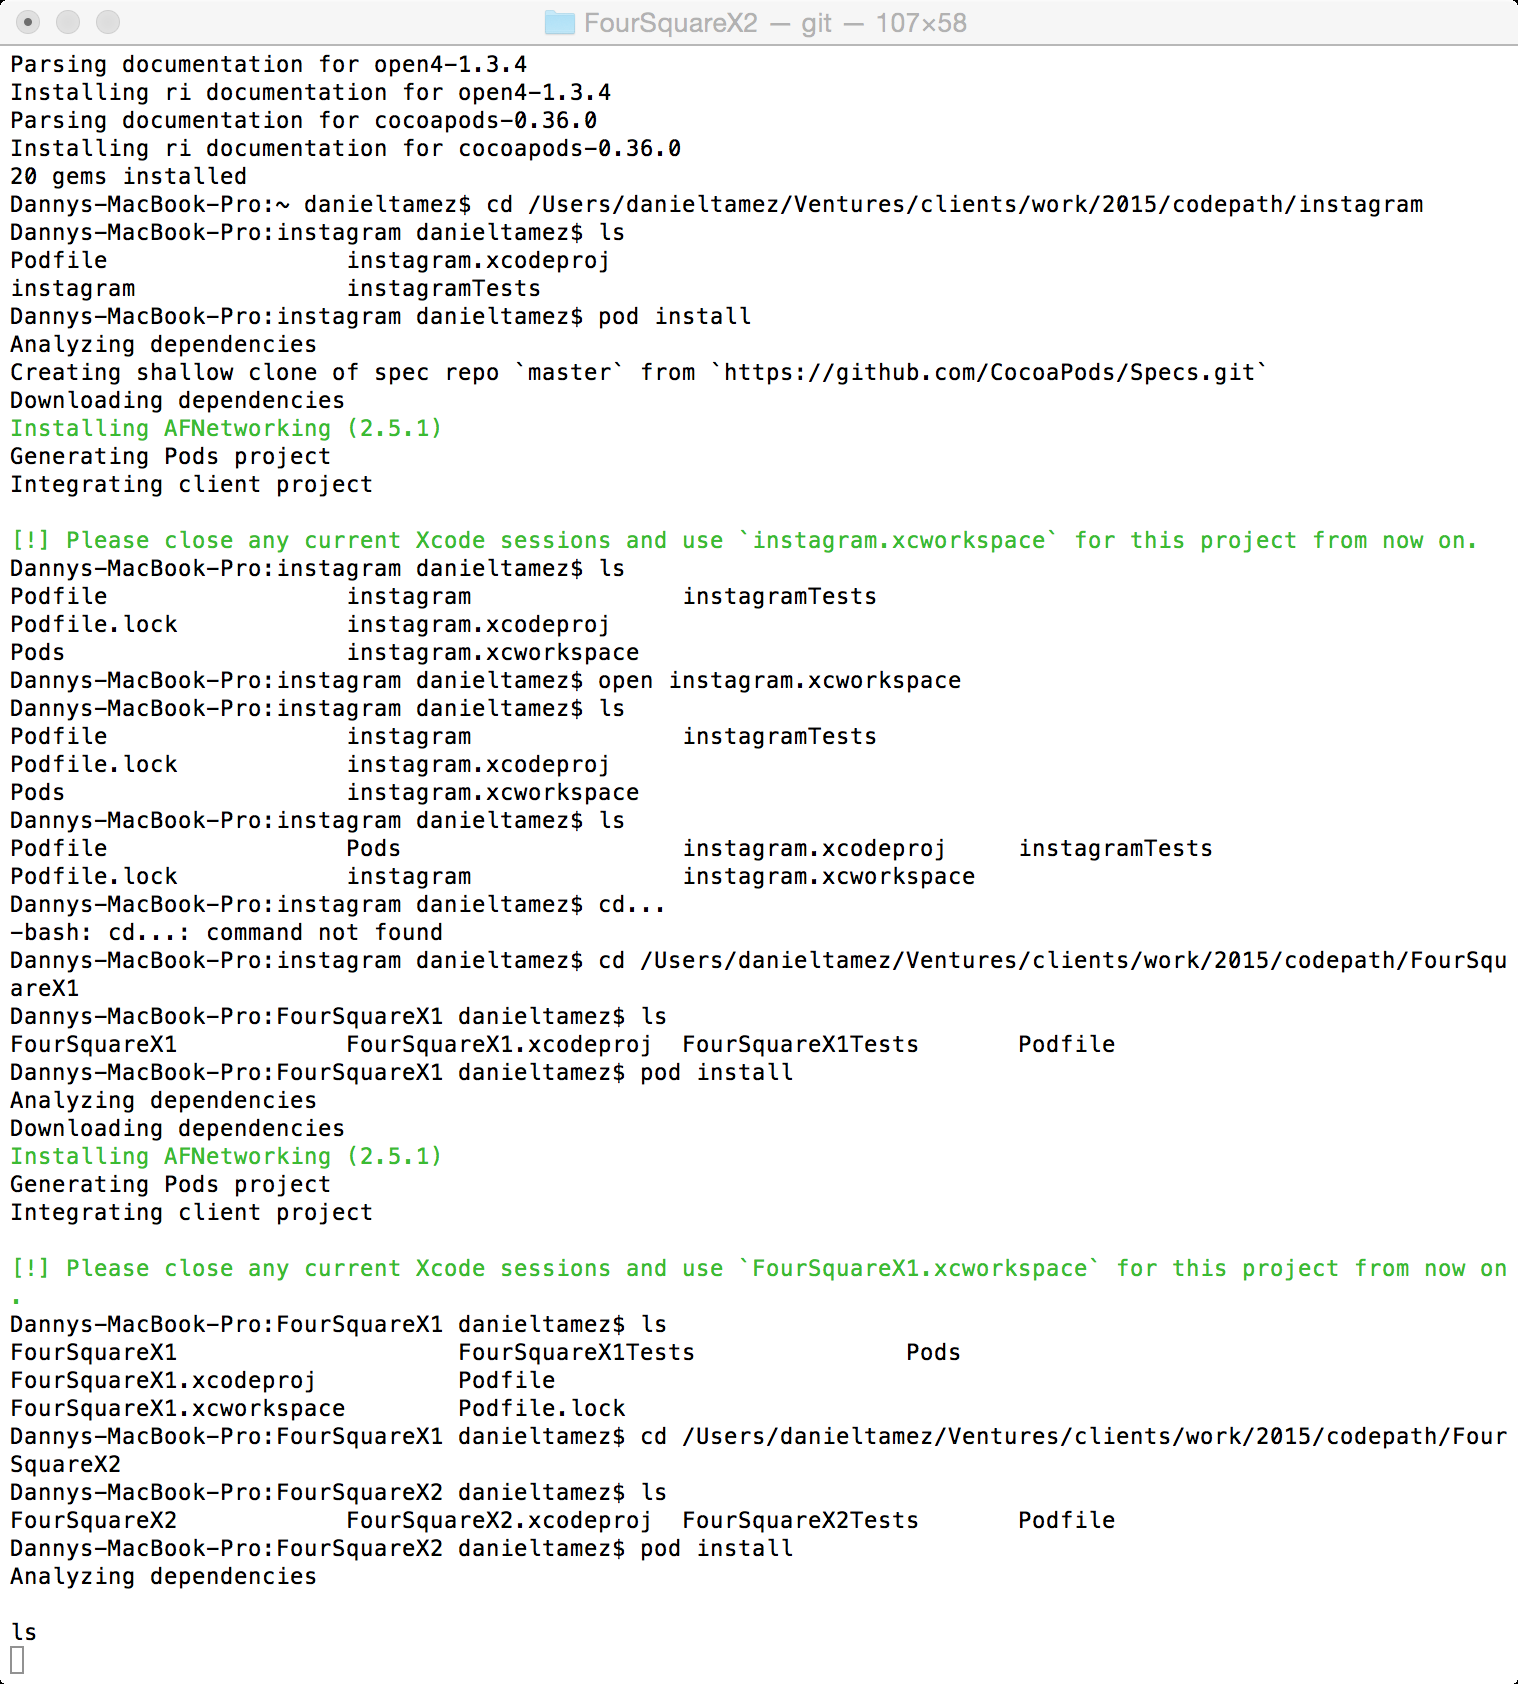 FourSquareX2 — git — 107×58
Parsing documentation for open4-1.3.4
Installing ri documentation for open4-1.3.4
Parsing documentation for cocoapods-0.36.0
Installing ri documentation for cocoapods-0.36.0
20 gems installed
Dannys-MacBook-Pro:~ danieltamez$ cd /Users/danieltamez/Ventures/clients/work/2015/codepath/instagram
Dannys-MacBook-Pro:instagram danieltamez$ ls
Podfile                 instagram.xcodeproj
instagram               instagramTests
Dannys-MacBook-Pro:instagram danieltamez$ pod install
Analyzing dependencies
Creating shallow clone of spec repo `master` from `https://github.com/CocoaPods/Specs.git`
Downloading dependencies
Installing AFNetworking (2.5.1)
Generating Pods project
Integrating client project

[!] Please close any current Xcode sessions and use `instagram.xcworkspace` for this project from now on.
Dannys-MacBook-Pro:instagram danieltamez$ ls
Podfile                 instagram               instagramTests
Podfile.lock            instagram.xcodeproj
Pods                    instagram.xcworkspace
Dannys-MacBook-Pro:instagram danieltamez$ open instagram.xcworkspace
Dannys-MacBook-Pro:instagram danieltamez$ ls
Podfile                 instagram               instagramTests
Podfile.lock            instagram.xcodeproj
Pods                    instagram.xcworkspace
Dannys-MacBook-Pro:instagram danieltamez$ ls
Podfile                 Pods                    instagram.xcodeproj     instagramTests
Podfile.lock            instagram               instagram.xcworkspace
Dannys-MacBook-Pro:instagram danieltamez$ cd...
-bash: cd...: command not found
Dannys-MacBook-Pro:instagram danieltamez$ cd /Users/danieltamez/Ventures/clients/work/2015/codepath/FourSqu
areX1
Dannys-MacBook-Pro:FourSquareX1 danieltamez$ ls
FourSquareX1            FourSquareX1.xcodeproj  FourSquareX1Tests       Podfile
Dannys-MacBook-Pro:FourSquareX1 danieltamez$ pod install
Analyzing dependencies
Downloading dependencies
Installing AFNetworking (2.5.1)
Generating Pods project
Integrating client project

[!] Please close any current Xcode sessions and use `FourSquareX1.xcworkspace` for this project from now on
.
Dannys-MacBook-Pro:FourSquareX1 danieltamez$ ls
FourSquareX1                    FourSquareX1Tests               Pods
FourSquareX1.xcodeproj          Podfile
FourSquareX1.xcworkspace        Podfile.lock
Dannys-MacBook-Pro:FourSquareX1 danieltamez$ cd /Users/danieltamez/Ventures/clients/work/2015/codepath/Four
SquareX2
Dannys-MacBook-Pro:FourSquareX2 danieltamez$ ls
FourSquareX2            FourSquareX2.xcodeproj  FourSquareX2Tests       Podfile
Dannys-MacBook-Pro:FourSquareX2 danieltamez$ pod install
Analyzing dependencies

ls